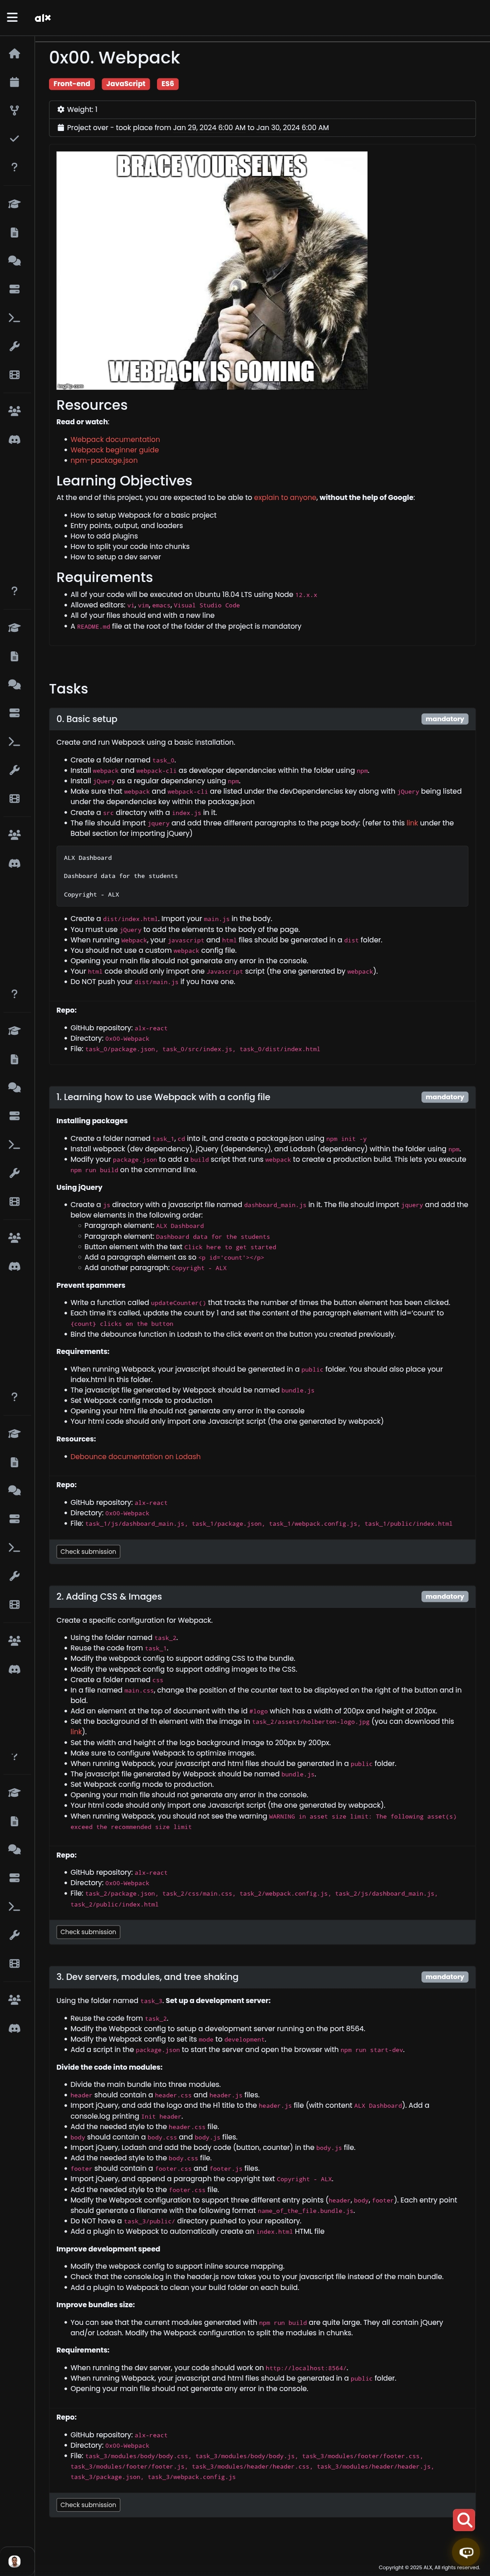 alx
0x00. Webpack
Front-end JavaScript ES6
Weight: 1
Project over - took place from Jan 29, 2024 6:00 AM to Jan 30, 2024 6:00 AM
BRACE YOURSELVES
WEBPACK IS COMING
imgflip.com
Resources
Read or watch:
Webpack documentation
Webpack beginner guide
npm-package.json
Learning Objectives
At the end of this project, you are expected to be able to explain to anyone, without the help of Google:
How to setup Webpack for a basic project
Entry points, output, and loaders
How to add plugins
How to split your code into chunks
How to setup a dev server
Requirements
All of your code will be executed on Ubuntu 18.04 LTS using Node 12.x.x
Allowed editors: vi, vim, emacs, Visual Studio Code
All of your files should end with a new line
A README.md file at the root of the folder of the project is mandatory
Tasks
0. Basic setup mandatory
Create and run Webpack using a basic installation.
Create a folder named task_0.
Install webpack and webpack-cli as developer dependencies within the folder using npm.
Install jQuery as a regular dependency using npm.
Make sure that webpack and webpack-cli are listed under the devDependencies key along with jQuery being listed
under the dependencies key within the package.json
Create a src directory with a index.js in it.
The file should import jquery and add three different paragraphs to the page body: (refer to this link under the
Babel section for importing jQuery)
ALX Dashboard
Dashboard data for the students
Copyright - ALX
Create a dist/index.html. Import your main.js in the body.
You must use jQuery to add the elements to the body of the page.
When running Webpack, your javascript and html files should be generated in a dist folder.
You should not use a custom webpack config file.
Opening your main file should not generate any error in the console.
Your html code should only import one Javascript script (the one generated by webpack).
Do NOT push your dist/main.js if you have one.
Repo:
GitHub repository: alx-react
Directory: 0x00-Webpack
File: task_0/package.json, task_0/src/index.js, task_0/dist/index.html
1. Learning how to use Webpack with a config file mandatory
Installing packages
Create a folder named task_1, cd into it, and create a package.json using npm init -y
Install webpack (dev dependency), jQuery (dependency), and Lodash (dependency) within the folder using npm.
Modify your package.json to add a build script that runs webpack to create a production build. This lets you execute
npm run build on the command line.
Using jQuery
Create a js directory with a javascript file named dashboard_main.js in it. The file should import jquery and add the
below elements in the following order:
Paragraph element: ALX Dashboard
Paragraph element: Dashboard data for the students
Button element with the text Click here to get started
Add a paragraph element as so <p id='count'></p>
Add another paragraph: Copyright - ALX
Prevent spammers
Write a function called updateCounter() that tracks the number of times the button element has been clicked.
Each time it's called, update the count by 1 and set the content of the paragraph element with id='count' to
{count} clicks on the button
Bind the debounce function in Lodash to the click event on the button you created previously.
Requirements:
When running Webpack, your javascript should be generated in a public folder. You should also place your
index.html in this folder.
The javascript file generated by Webpack should be named bundle.js
Set Webpack config mode to production
Opening your html file should not generate any error in the console
Your html code should only import one Javascript script (the one generated by webpack)
Resources:
Debounce documentation on Lodash
Repo:
GitHub repository: alx-react
Directory: 0x00-Webpack
File: task_1/js/dashboard_main.js, task_1/package.json, task_1/webpack.config.js, task_1/public/index.html
Check submission
2. Adding CSS & Images mandatory
Create a specific configuration for Webpack.
Using the folder named task_2.
Reuse the code from task_1.
Modify the webpack config to support adding CSS to the bundle.
Modify the webpack config to support adding images to the CSS.
Create a folder named css
In a file named main.css, change the position of the counter text to be displayed on the right of the button and in
bold.
Add an element at the top of document with the id #logo which has a width of 200px and height of 200px.
Set the background of th element with the image in task_2/assets/holberton-logo.jpg (you can download this
link).
Set the width and height of the logo background image to 200px by 200px.
Make sure to configure Webpack to optimize images.
When running Webpack, your javascript and html files should be generated in a public folder.
The javascript file generated by Webpack should be named bundle.js.
Set Webpack config mode to production.
Opening your main file should not generate any error in the console.
Your html code should only import one Javascript script (the one generated by webpack).
When running Webpack, you should not see the warning WARNING in asset size limit: The following asset(s)
exceed the recommended size limit
Repo:
GitHub repository: alx-react
Directory: 0x00-Webpack
File: task_2/package.json, task_2/css/main.css, task_2/webpack.config.js, task_2/js/dashboard_main.js,
task_2/public/index.html
Check submission
3. Dev servers, modules, and tree shaking mandatory
Using the folder named task_3. Set up a development server:
Reuse the code from task_2.
Modify the Webpack config to setup a development server running on the port 8564.
Modify the Webpack config to set its mode to development.
Add a script in the package.json to start the server and open the browser with npm run start-dev.
Divide the code into modules:
Divide the main bundle into three modules.
header should contain a header.css and header.js files.
Import jQuery, and add the logo and the H1 title to the header.js file (with content ALX Dashboard). Add a
console.log printing Init header.
Add the needed style to the header.css file.
body should contain a body.css and body.js files.
Import jQuery, Lodash and add the body code (button, counter) in the body.js file.
Add the needed style to the body.css file.
footer should contain a footer.css and footer.js files.
Import jQuery, and append a paragraph the copyright text Copyright - ALX.
Add the needed style to the footer.css file.
Modify the Webpack configuration to support three different entry points (header, body, footer). Each entry point
should generate a filename with the following format name_of_the_file.bundle.js.
Do NOT have a task_3/public/ directory pushed to your repository.
Add a plugin to Webpack to automatically create an index.html HTML file
Improve development speed
Modify the webpack config to support inline source mapping.
Check that the console.log in the header.js now takes you to your javascript file instead of the main bundle.
Add a plugin to Webpack to clean your build folder on each build.
Improve bundles size:
You can see that the current modules generated with npm run build are quite large. They all contain jQuery
and/or Lodash. Modify the Webpack configuration to split the modules in chunks.
Requirements:
When running the dev server, your code should work on http://localhost:8564/.
When running Webpack, your javascript and html files should be generated in a public folder.
Opening your main file should not generate any error in the console.
Repo:
GitHub repository: alx-react
Directory: 0x00-Webpack
File: task_3/modules/body/body.css, task_3/modules/body/body.js, task_3/modules/footer/footer.css,
task_3/modules/footer/footer.js, task_3/modules/header/header.css, task_3/modules/header/header.js,
task_3/package.json, task_3/webpack.config.js
Check submission
Copyright © 2025 ALX, All rights reserved.